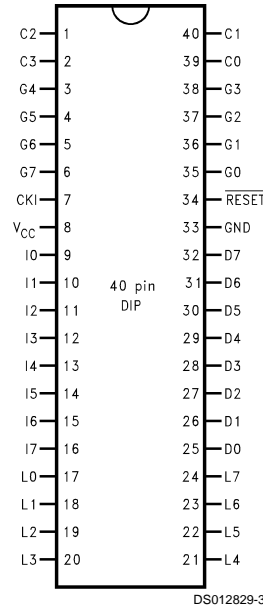 C2 1 40 C1
C3 2 39 C0
G4 3 38 G3
G5 4 37 G2
G6 5 36 G1
G7 6 35 G0
CKI 7 34 RESET
VCC 8 33 GND
I0 9 32 D7
I1 10 31 D6
I2 11 30 D5
I3 12 29 D4
I4 13 28 D3
I5 14 27 D2
I6 15 26 D1
I7 16 25 D0
L0 17 24 L7
L1 18 23 L6
L2 19 22 L5
L3 20 21 L4
40 pin
DIP
DS012829-3